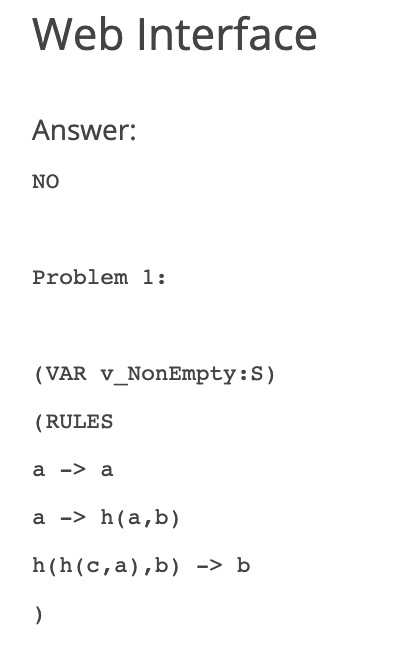 Web Interface
Answer:
NO
Problem 1:
(VAR v_NonEmpty:S)
(RULES
a -> a
a -> h(a,b)
h(h(c,a),b) -> b
)